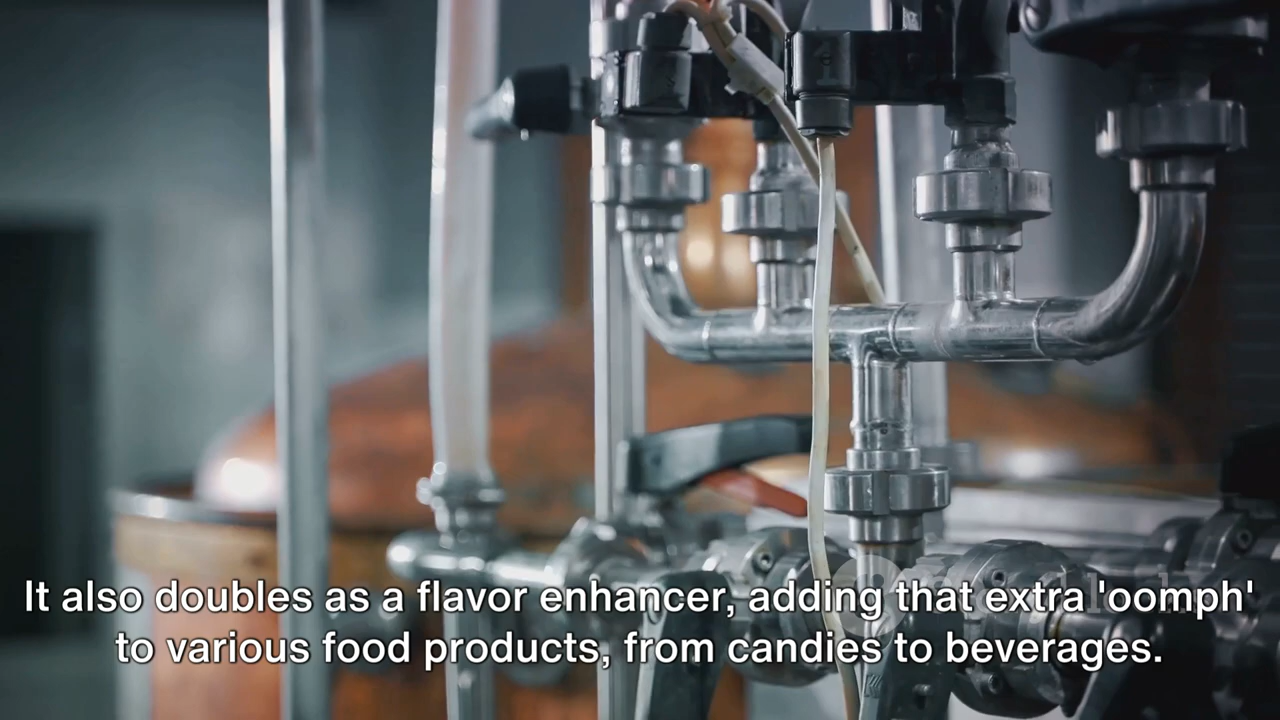 It also doubles as a flavor enhancer, adding that extra 'oomph'
to various food products, from candies to beverages.